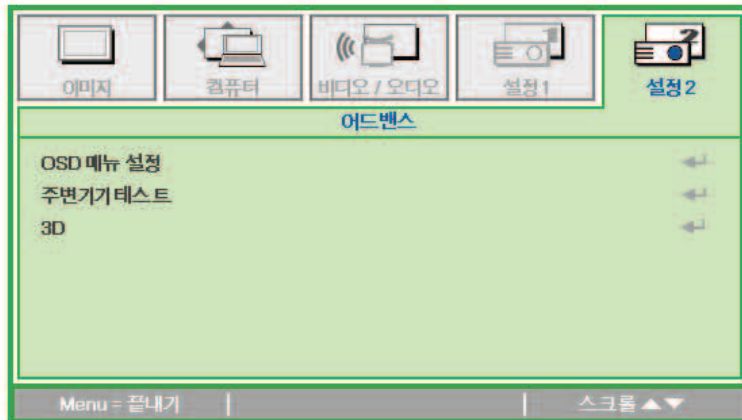 이미지
컴퓨터
비디오 / 오디오
설정 1
설정 2
어드밴스
OSD 메뉴 설정
주변기기 테스트
3D
Menu = 끝내기
스크롤 ▲▼